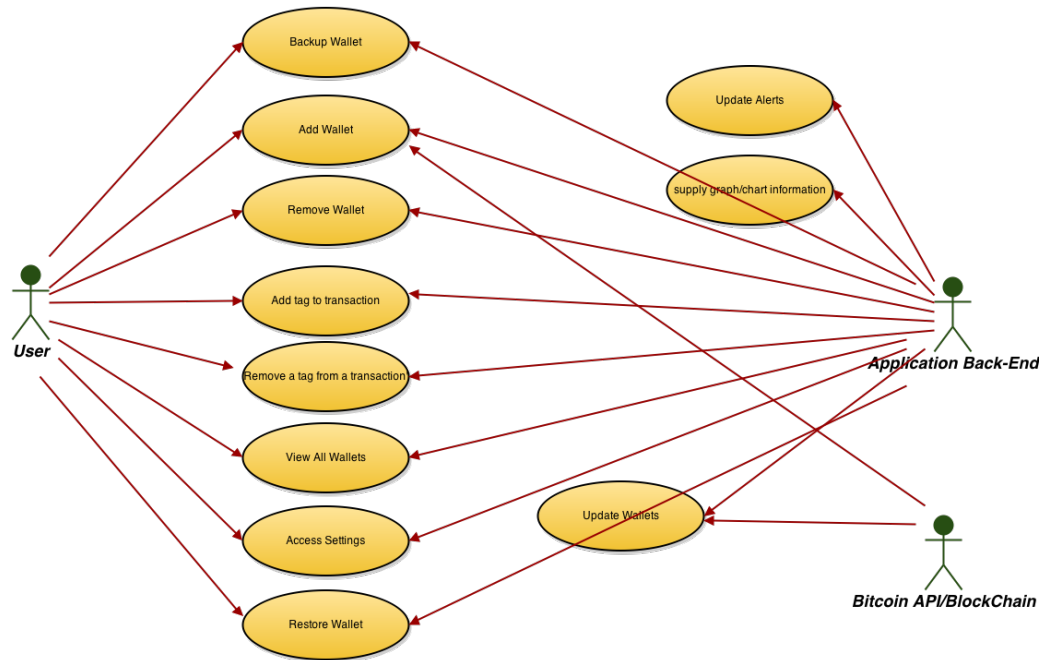 Backup Wallet
Update Alerts
Add Wallet
supply graph/chart information
Remove Wallet
Add tag to transaction
User
Application Back-End
Remove a tag from a transaction
View All Wallets
Update Wallets
Access Settings
Bitcoin API/BlockChain
Restore Wallet